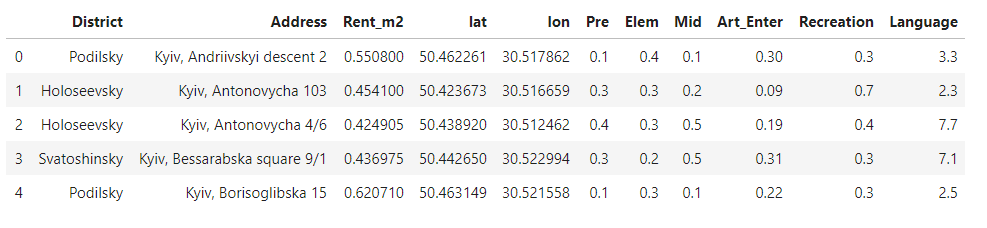 District Address Rent_m2 lat lon Pre Elem Mid Art_Enter Recreation Language
0 Podilsky Kyiv, Andriivskyi descent 2 0.550800 50.462261 30.517862 0.1 0.4 0.1 0.30 0.3 3.3
1 Holoseevsky Kyiv, Antonovycha 103 0.454100 50.423673 30.516659 0.3 0.3 0.2 0.09 0.7 2.3
2 Holoseevsky Kyiv, Antonovycha 4/6 0.424905 50.438920 30.512462 0.4 0.3 0.5 0.19 0.4 7.7
3 Svatoshinsky Kyiv, Bessarabska square 9/1 0.436975 50.442650 30.522994 0.3 0.2 0.5 0.31 0.3 7.1
4 Podilsky Kyiv, Borisoglibska 15 0.620710 50.463149 30.521558 0.1 0.3 0.1 0.22 0.3 2.5